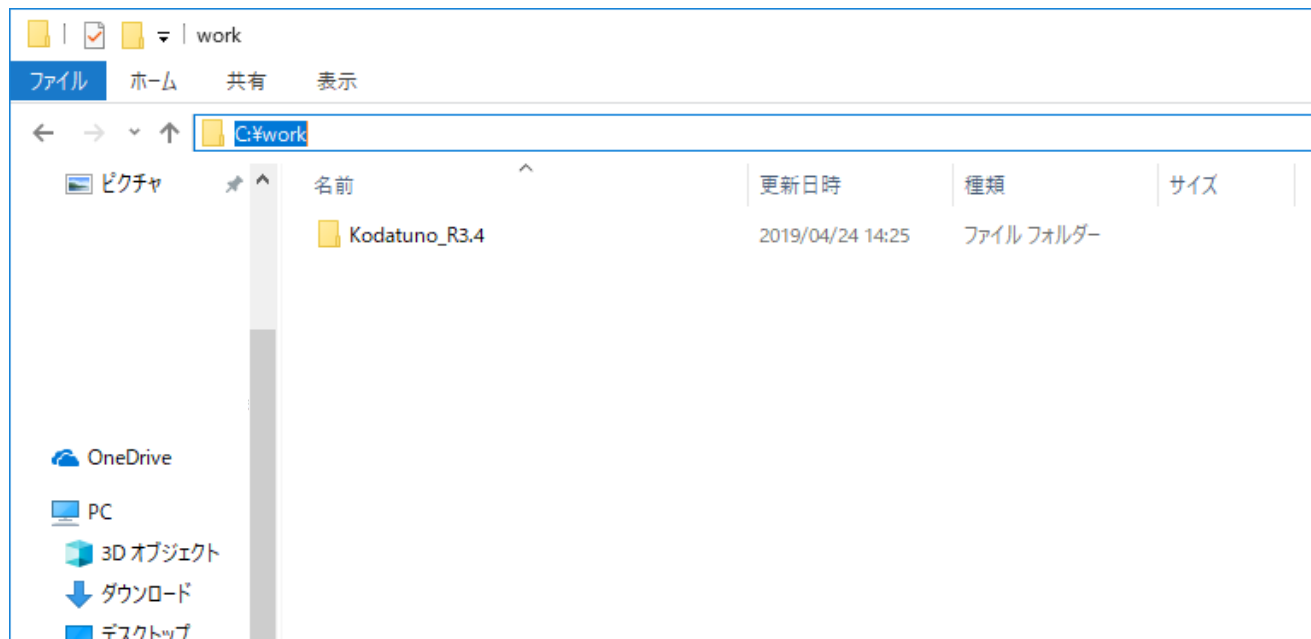 work
ファイル ホーム 共有 表示
C:¥work
ピクチャ 名前 更新日時 種類 サイズ
Kodatuno_R3.4 2019/04/24 14:25 ファイル フォルダー
OneDrive
PC
3D オブジェクト
ダウンロード
デスクトップ